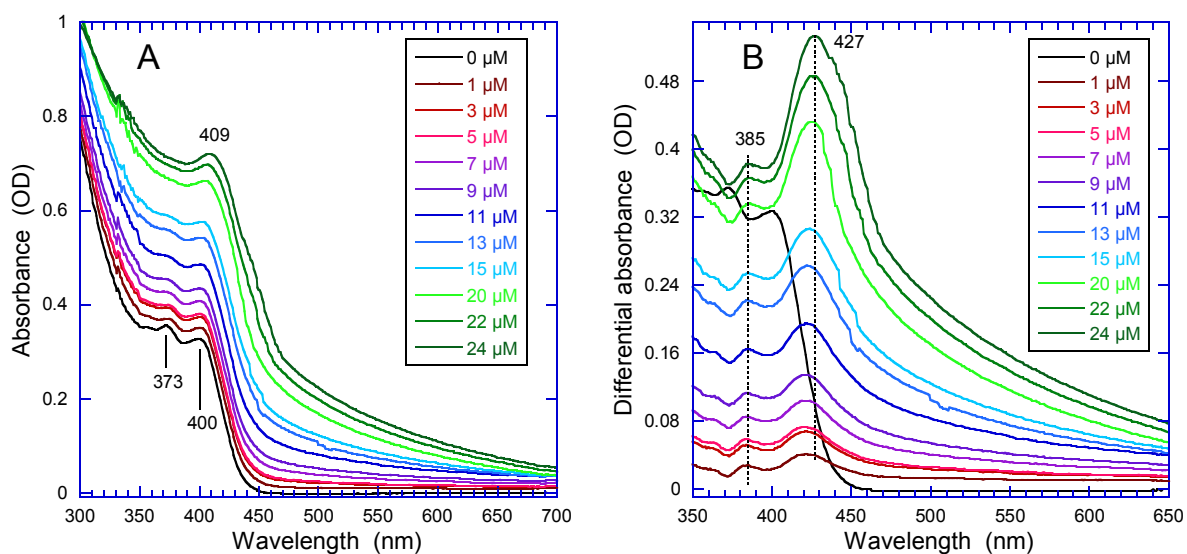 A
Absorbance (OD)
1
0.8
0.6
0.4
0.2
0
409
373
400
0 µM
1 µM
3 µM
5 µM
7 µM
9 µM
11 µM
13 µM
15 µM
20 µM
22 µM
24 µM
300 350 400 450 500 550 600 650 700
Wavelength (nm)
B
Differential absorbance (OD)
0.48
0.4
0.32
0.24
0.16
0.08
0
427
385
0 µM
1 µM
3 µM
5 µM
7 µM
9 µM
11 µM
13 µM
15 µM
20 µM
22 µM
24 µM
350 400 450 500 550 600 650
Wavelength (nm)